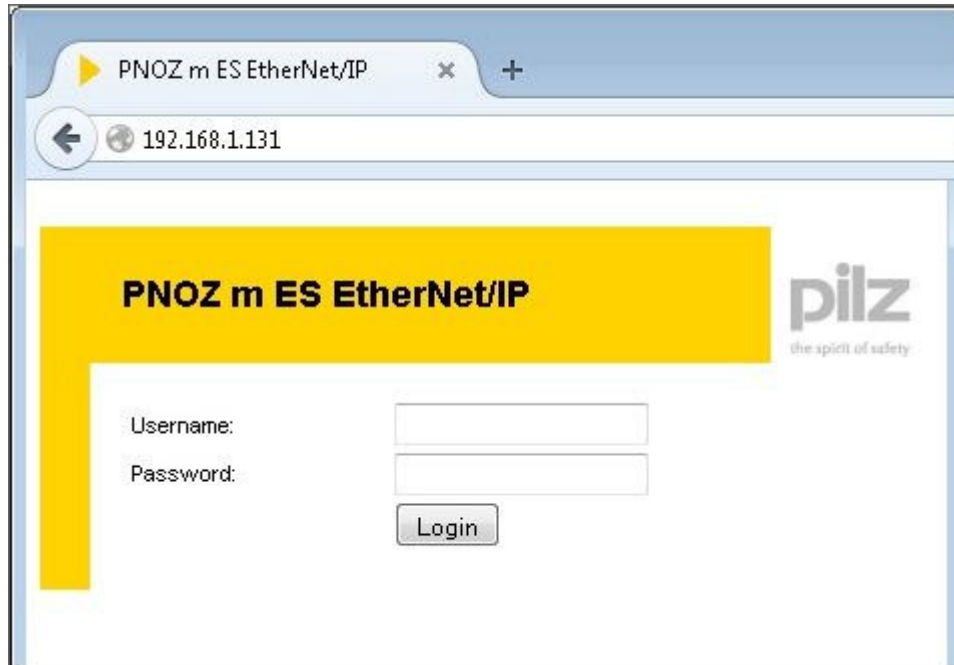 PNOZ m ES EtherNet/IP
192.168.1.131
PNOZ m ES EtherNet/IP
pilz
the spirit of safety
Username:
Password:
Login